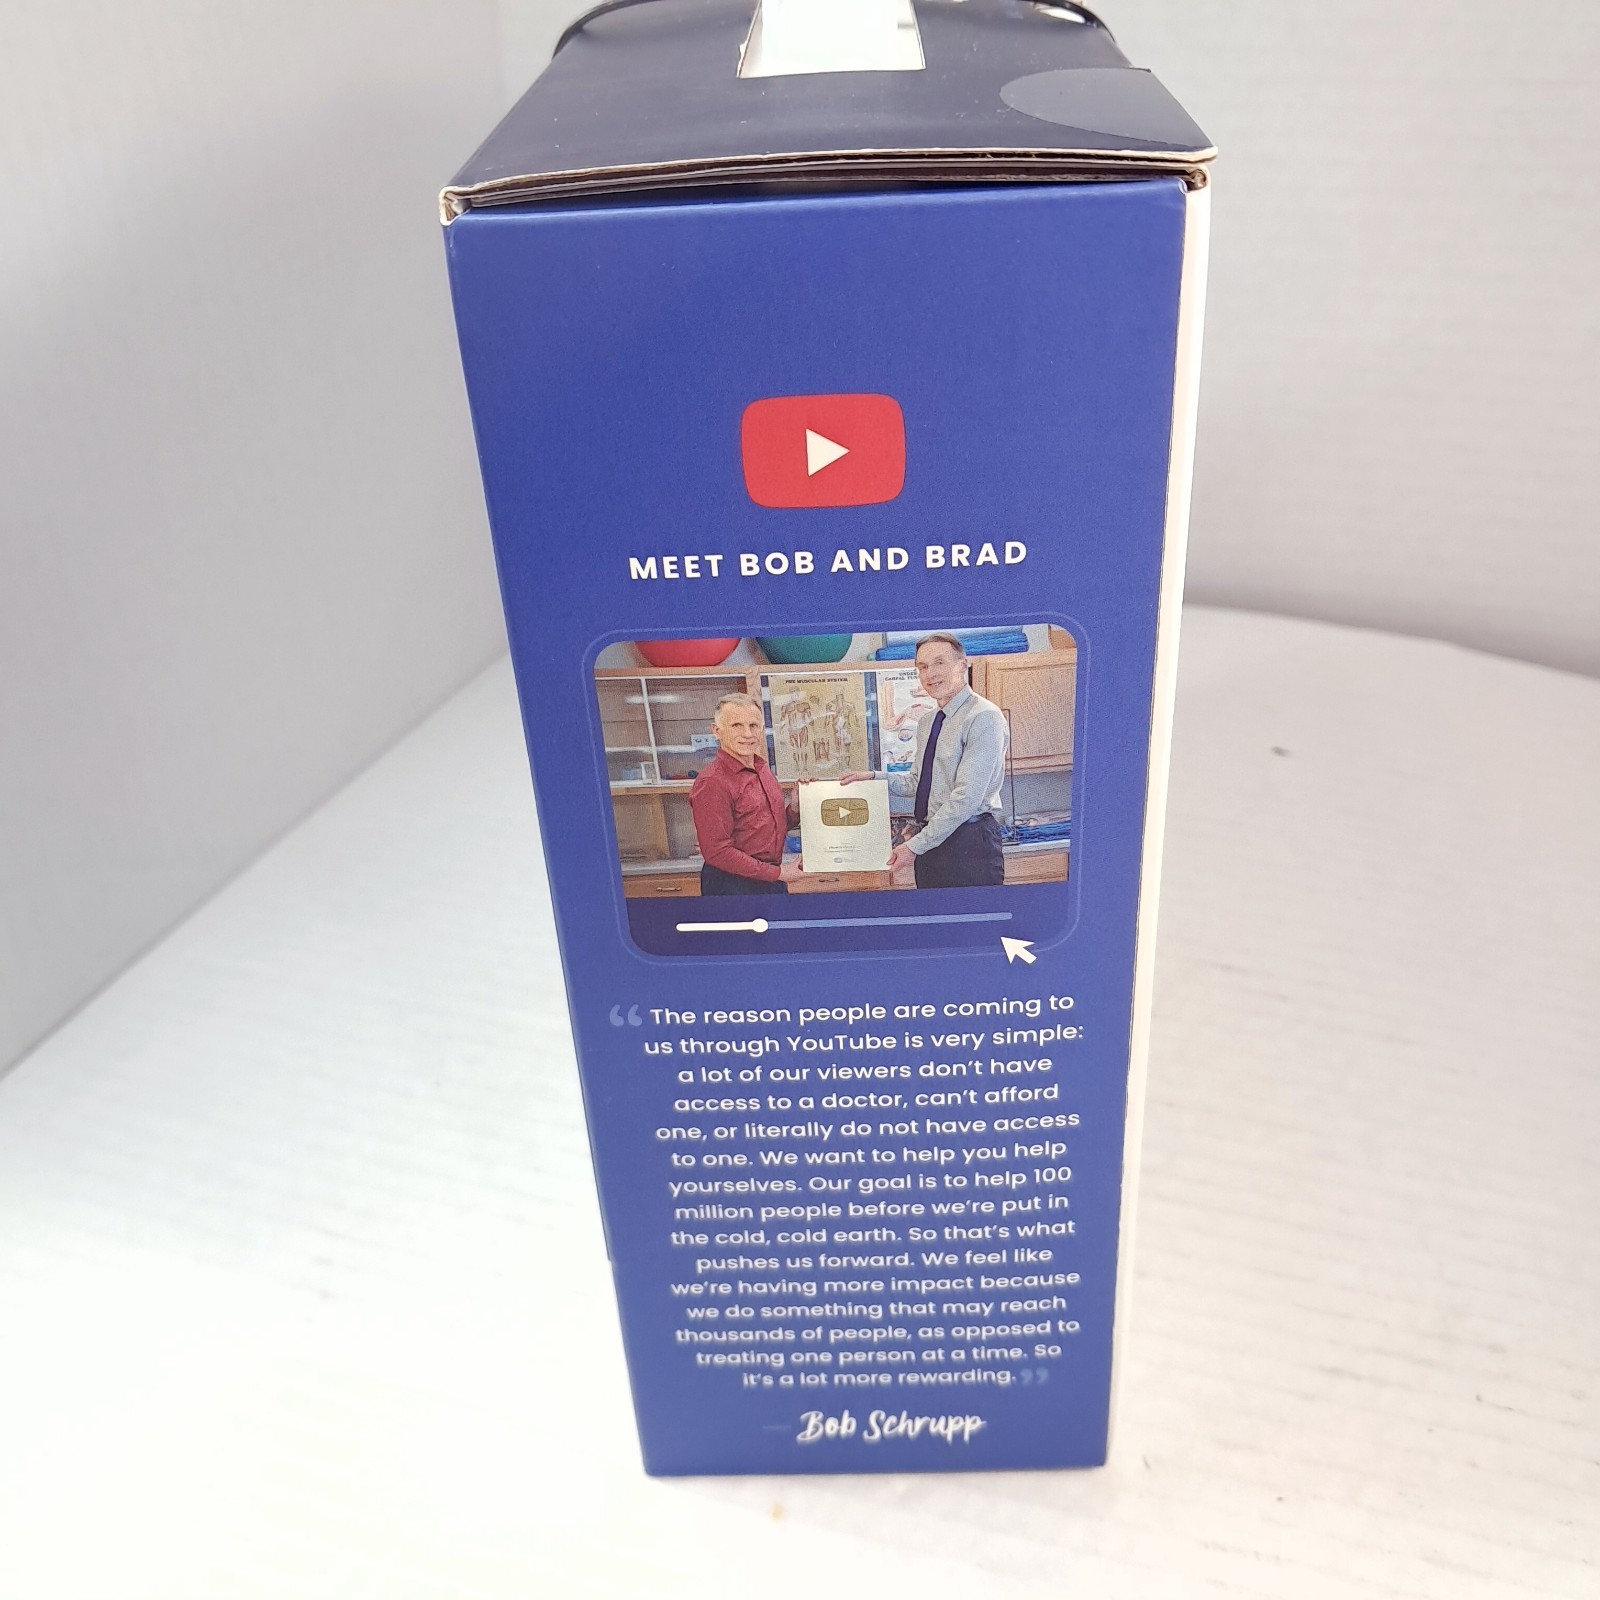 MEET BOB AND BRAD
THE MUSCULAR SYSTEM
“The reason people are coming to
us through YouTube is very simple:
a lot of our viewers don’t have
access to a doctor, can’t afford
one, or literally do not have access
to one. We want to help you help
yourselves. Our goal is to help 100
million people before we’re put in
the cold, cold earth. So that’s what
pushes us forward. We feel like
we’re having more impact because
we do something that may reach
thousands of people, as opposed to
treating one person at a time. So
it’s a lot more rewarding.”
Bob Schrupp